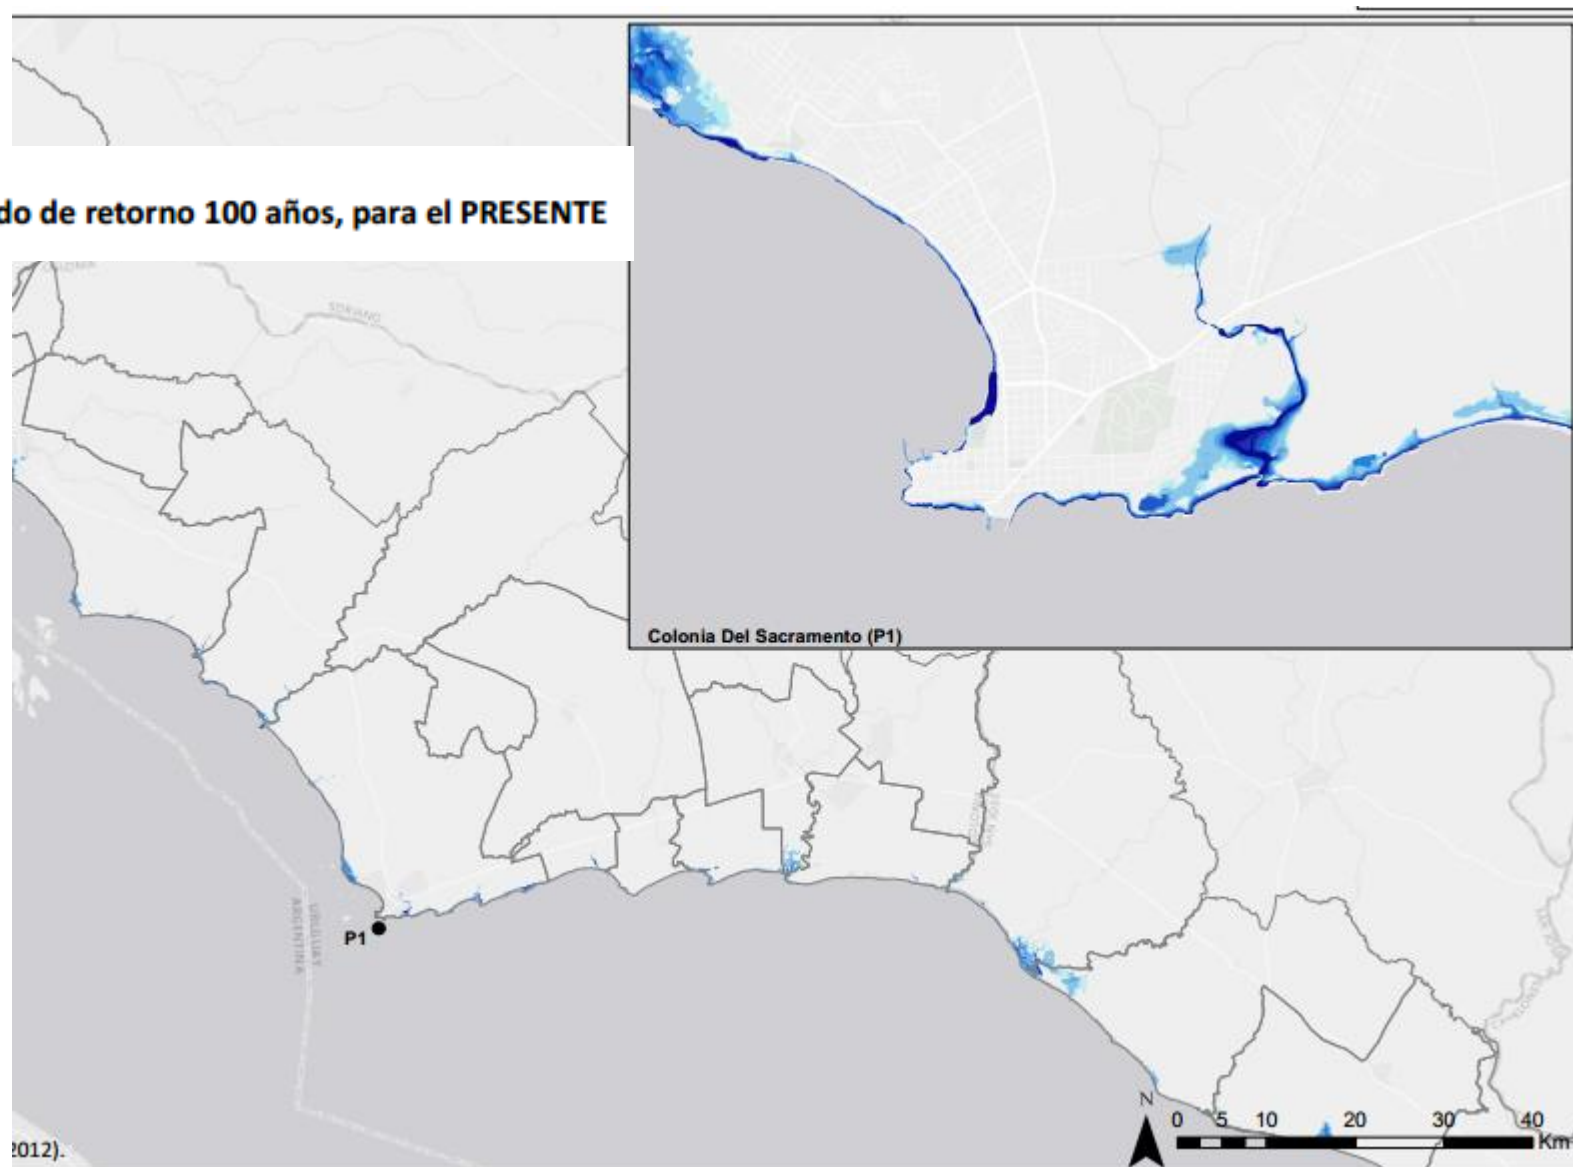 do de retorno 100 años, para el PRESENTE
Colonia Del Sacramento (P1)
SORIANO
URUGUAY
ARGENTINA
P1
N
0 5 10 20 30 40
Km
2012).